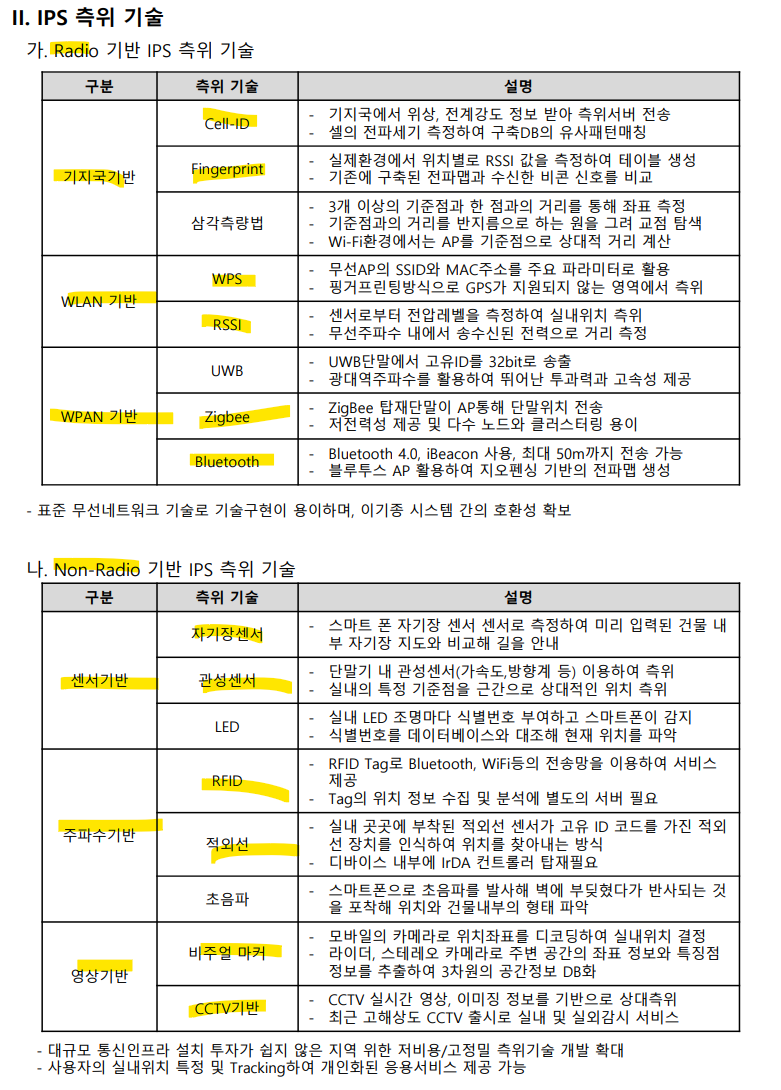 II. IPS 측위 기술
가. Radio 기반 IPS 측위 기술
구분 측위 기술 설명
기지국기반
Cell-ID
- 기지국에서 위상, 전계강도 정보 받아 측위서버 전송
- 셀의 전파세기 측정하여 구축DB의 유사패턴매칭
Fingerprint
- 실제환경에서 위치별로 RSSI 값을 측정하여 테이블 생성
- 기존에 구축된 전파맵과 수신한 비콘 신호를 비교
삼각측량법
- 3개 이상의 기준점과 한 점과의 거리를 통해 좌표 측정
- 기준점과의 거리를 반지름으로 하는 원을 그려 교점 탐색
- Wi-Fi환경에서는 AP를 기준점으로 상대적 거리 계산
WLAN 기반
WPS
- 무선AP의 SSID와 MAC주소를 주요 파라미터로 활용
- 핑거프린팅방식으로 GPS가 지원되지 않는 영역에서 측위
RSSI
- 센서로부터 전압레벨을 측정하여 실내위치 측위
- 무선주파수 내에서 송수신된 전력으로 거리 측정
WPAN 기반
UWB
- UWB단말에서 고유ID를 32bit로 송출
- 광대역주파수를 활용하여 뛰어난 투과력과 고속성 제공
Zigbee
- ZigBee 탑재단말이 AP통해 단말위치 전송
- 저전력성 제공 및 다수 노드와 클러스터링 용이
Bluetooth
- Bluetooth 4.0, iBeacon 사용, 최대 50m까지 전송 가능
- 블루투스 AP 활용하여 지오펜싱 기반의 전파맵 생성
- 표준 무선네트워크 기술로 기술구현이 용이하며, 이기종 시스템 간의 호환성 확보
나. Non-Radio 기반 IPS 측위 기술
구분 측위 기술 설명
센서기반
자기장센서
- 스마트 폰 자기장 센서 센서로 측정하여 미리 입력된 건물 내
부 자기장 지도와 비교해 길을 안내
관성센서
- 단말기 내 관성센서(가속도,방향계 등) 이용하여 측위
- 실내의 특정 기준점을 근간으로 상대적인 위치 측위
LED
- 실내 LED 조명마다 식별번호 부여하고 스마트폰이 감지
- 식별번호를 데이터베이스와 대조해 현재 위치를 파악
주파수기반
RFID
- RFID Tag로 Bluetooth, WiFi등의 전송망을 이용하여 서비스
제공
- Tag의 위치 정보 수집 및 분석에 별도의 서버 필요
적외선
- 실내 곳곳에 부착된 적외선 센서가 고유 ID 코드를 가진 적외
선 장치를 인식하여 위치를 찾아내는 방식
- 디바이스 내부에 IrDA 컨트롤러 탑재필요
초음파
- 스마트폰으로 초음파를 발사해 벽에 부딪혔다가 반사되는 것
을 포착해 위치와 건물내부의 형태 파악
영상기반
비주얼 마커
- 모바일의 카메라로 위치좌표를 디코딩하여 실내위치 결정
- 라이더, 스테레오 카메라로 주변 공간의 좌표 정보와 특징점
정보를 추출하여 3차원의 공간정보 DB화
CCTV기반
- CCTV 실시간 영상, 이미징 정보를 기반으로 상대측위
- 최근 고해상도 CCTV 출시로 실내 및 실외감시 서비스
- 대규모 통신인프라 설치 투자가 쉽지 않은 지역 위한 저비용/고정밀 측위기술 개발 확대
- 사용자의 실내위치 특정 및 Tracking하여 개인화된 응용서비스 제공 가능